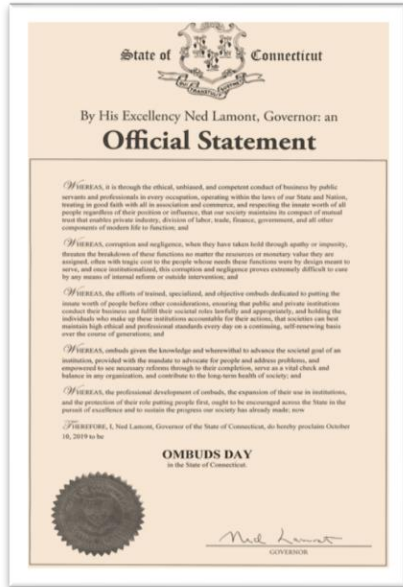 State of Connecticut
By His Excellency Ned Lamont, Governor: an
Official Statement
WHEREAS, it is through the ethical, unbiased, and competent conduct of business by public
servants and professionals in every occupation, operating within the laws of our State and Nation,
treating in good faith with all in association and commerce, and respecting the innate worth of all
people regardless of their position or influence, that our society maintains its compact of mutual
trust that enables private industry, division of labor, trade, finance, government, and all other
components of modern life to function; and
WHEREAS, corruption and negligence, when they have taken hold through apathy or impunity,
threaten the breakdown of these functions no matter the resources or monetary value they are
assigned, often with tragic cost to the people whose needs these functions were by design meant to
serve, and once institutionalized, this corruption and negligence proves extremely difficult to cure
by any means of internal reform or outside intervention; and
WHEREAS, the efforts of trained, specialized, and objective ombuds dedicated to putting the
innate worth of people before other considerations, ensuring that public and private institutions
conduct their business and fulfill their societal roles lawfully and appropriately, and holding the
individuals who make up these institutions accountable for their actions, that societies can best
maintain high ethical and professional standards every day on a continuing, self-renewing basis
over the course of generations; and
WHEREAS, ombuds given the knowledge and wherewithal to advance the societal goal of an
institution, provided with the mandate to advocate for people and address problems, and
empowered to see necessary reforms through to their completion, serve as a vital check and
balance in any organization, and contribute to the long-term health of society; and
WHEREAS, the professional development of ombuds, the expansion of their use in institutions,
and the protection of their role putting people first, ought to be encouraged across the State in the
pursuit of excellence and to sustain the progress our society has already made; now
THEREFORE, I, Ned Lamont, Governor of the State of Connecticut, do hereby proclaim October
10, 2019 to be
OMBUDS DAY
in the State of Connecticut.
Ned Lamont
GOVERNOR